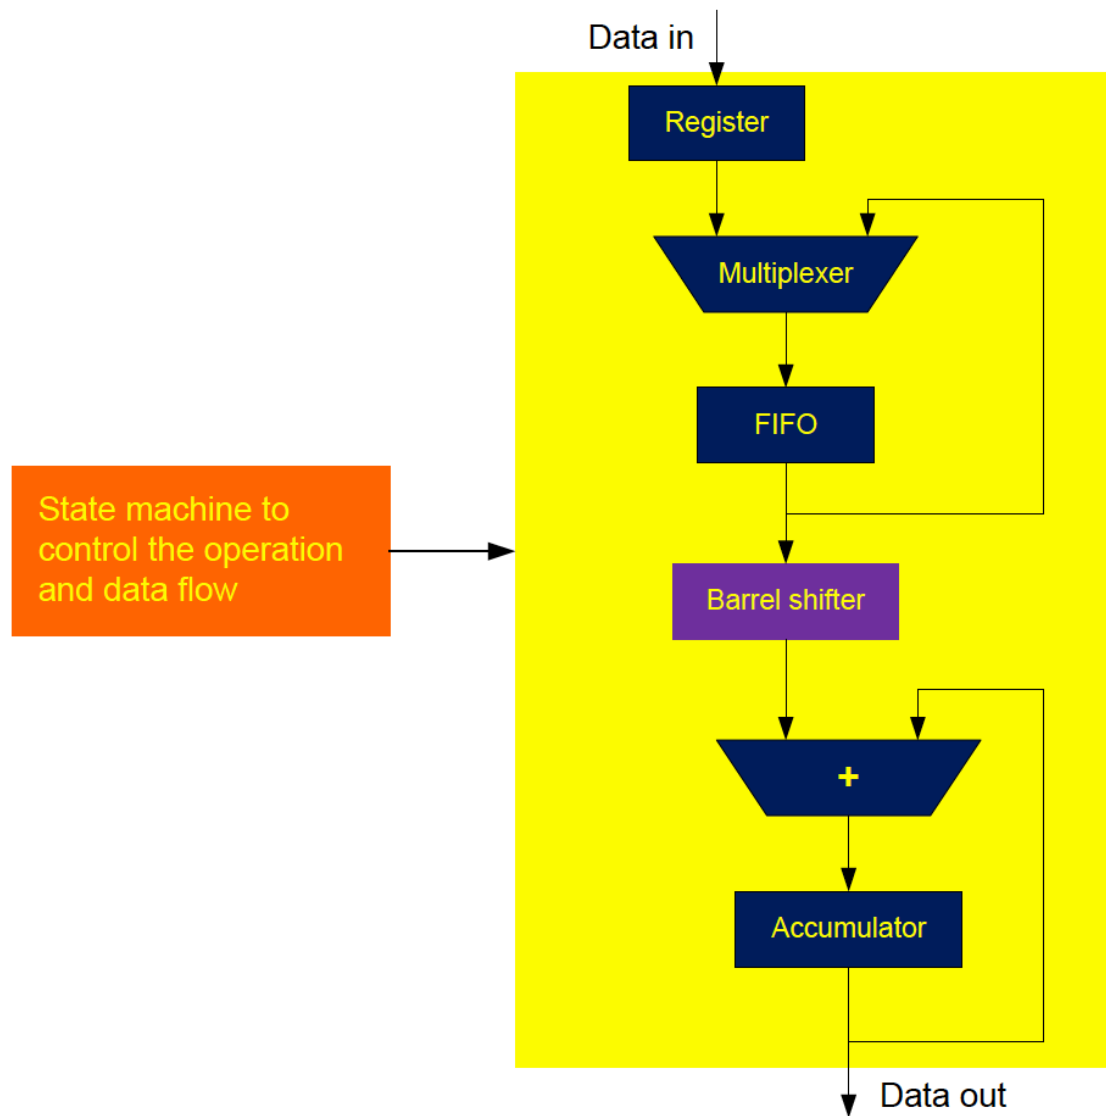 Data in
Register
Multiplexer
FIFO
State machine to
control the operation
and data flow
Barrel shifter
+
Accumulator
Data out